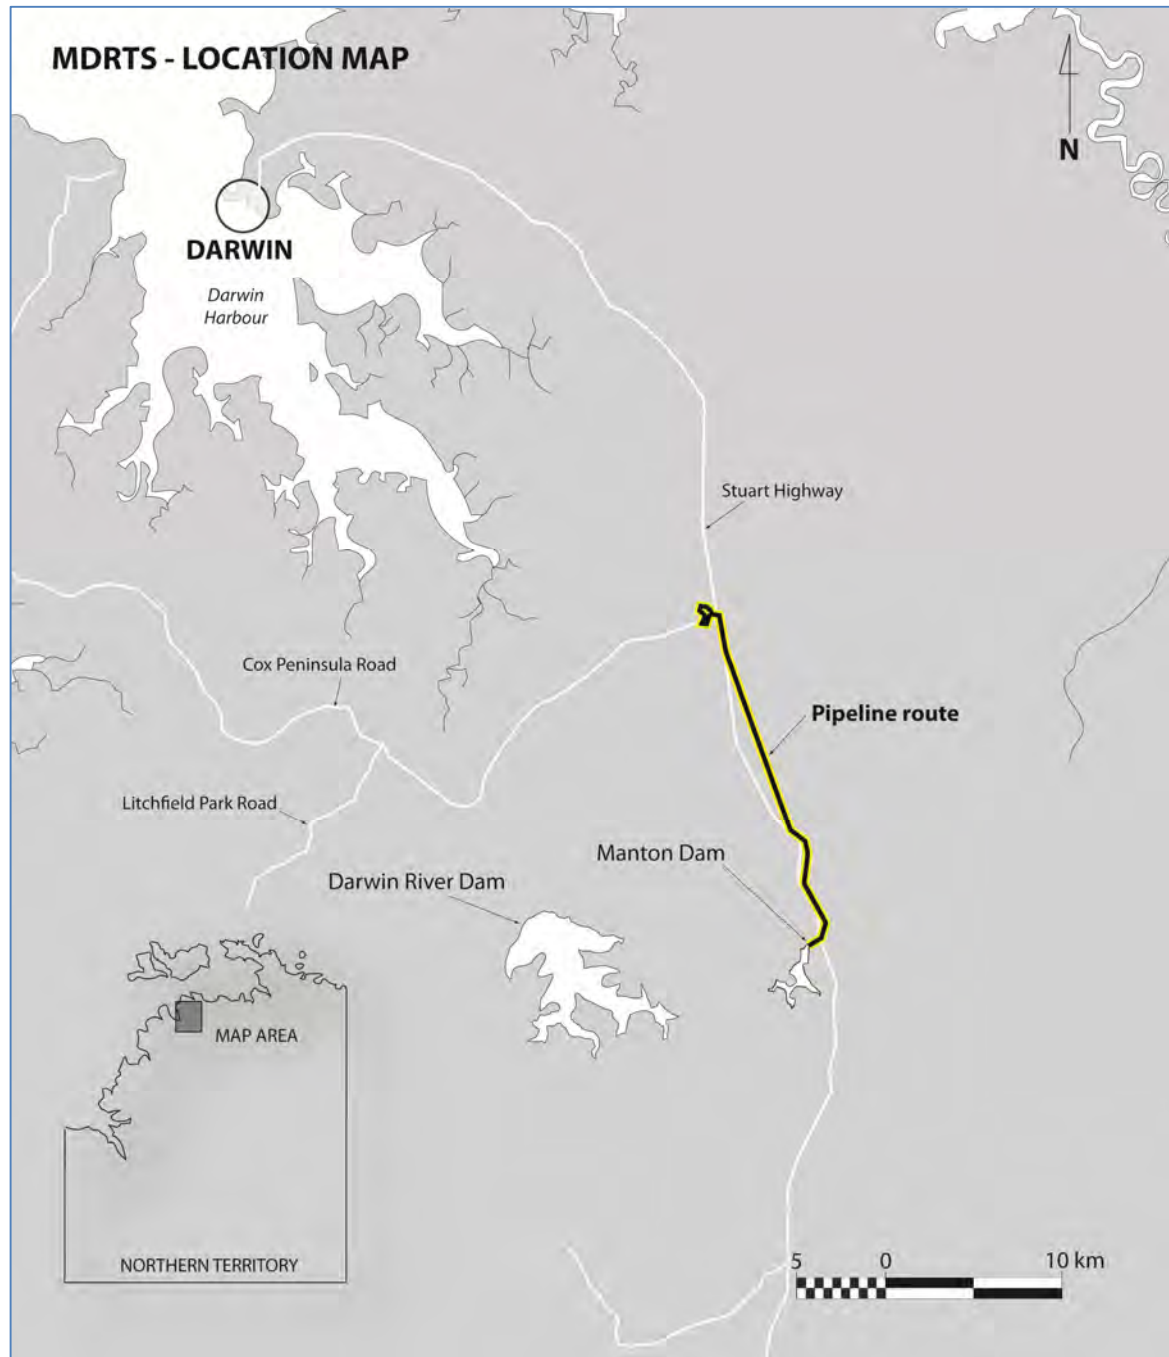 MDRTS - LOCATION MAP
N
DARWIN
Darwin
Harbour
Stuart Highway
Cox Peninsula Road
Pipeline route
Litchfield Park Road
Manton Dam
Darwin River Dam
MAP AREA
NORTHERN TERRITORY
5 0 10 km